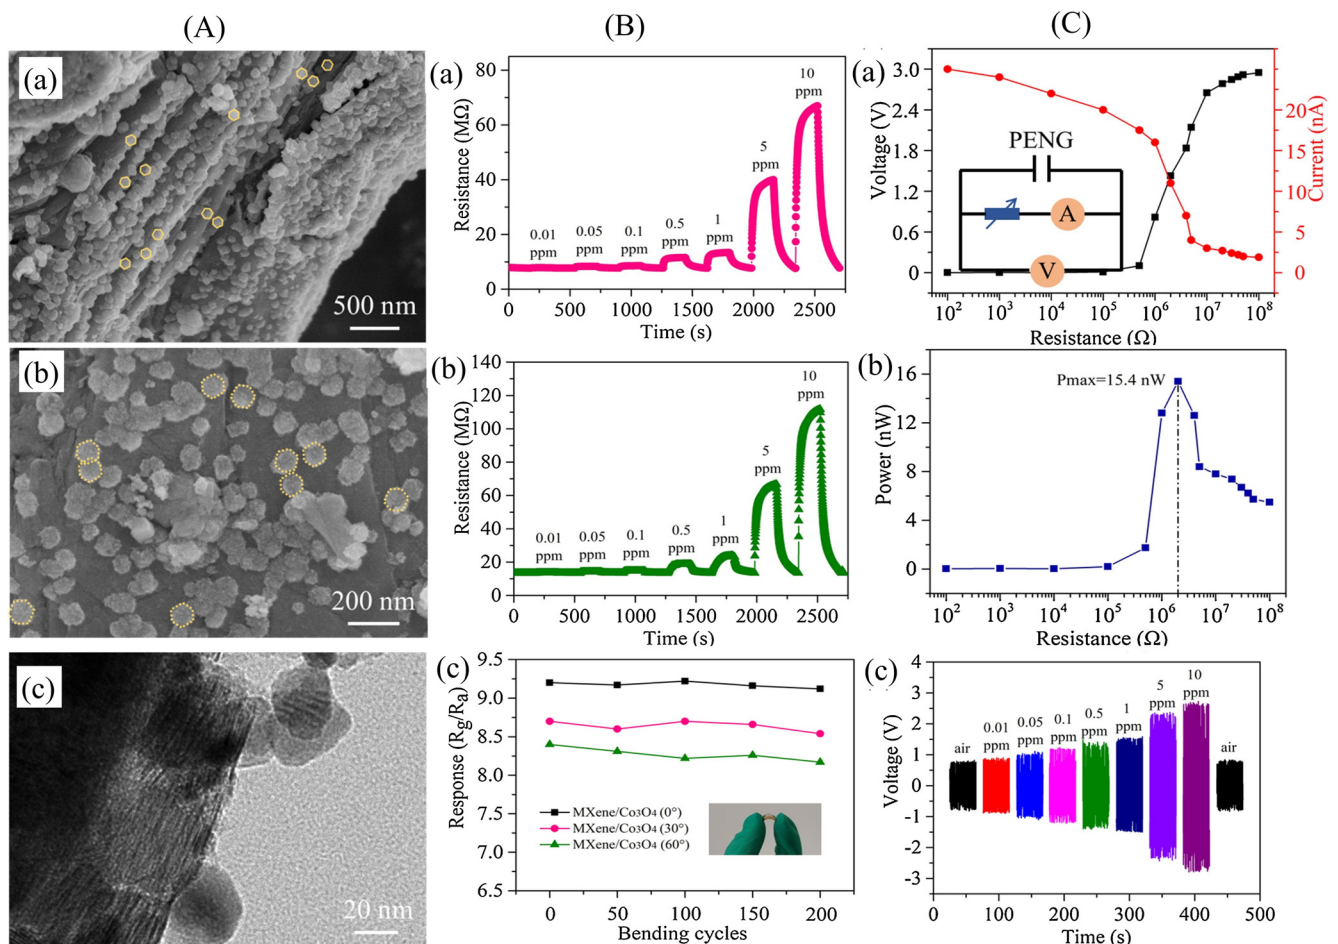 (A)
(B)
(C)
(a)
500 nm
(b)
200 nm
(c)
20 nm
(a)
80
60
40
20
0
Resistance (MΩ)
0.01
ppm
0.05
ppm
0.1
ppm
0.5
ppm
1
ppm
5
ppm
10
ppm
0 500 1000 1500 2000 2500
Time (s)
(b)
140
120
100
80
60
40
20
0
Resistance (MΩ)
0.01
ppm
0.05
ppm
0.1
ppm
0.5
ppm
1
ppm
5
ppm
10
ppm
0 500 1000 1500 2000 2500
Time (s)
(c)
9.5
9.0
8.5
8.0
7.5
7.0
6.5
Response (Rg/Ra)
MXene/Co3O4 (0°)
MXene/Co3O4 (30°)
MXene/Co3O4 (60°)
0 50 100 150 200
Bending cycles
(a)
3.0
2.4
1.8
1.2
0.6
0
Voltage (V)
PENG
A
V
20
15
10
5
0
Current (nA)
10² 10³ 10⁴ 10⁵ 10⁶ 10⁷ 10⁸
Resistance (Ω)
(b)
16
12
8
4
0
Power (nW)
Pmax=15.4 nW
10² 10³ 10⁴ 10⁵ 10⁶ 10⁷ 10⁸
Resistance (Ω)
(c)
4
3
2
1
0
-1
-2
-3
Voltage (V)
air
0.01
ppm
0.05
ppm
0.1
ppm
0.5
ppm
1
ppm
5
ppm
10
ppm
air
0 100 200 300 400 500
Time (s)